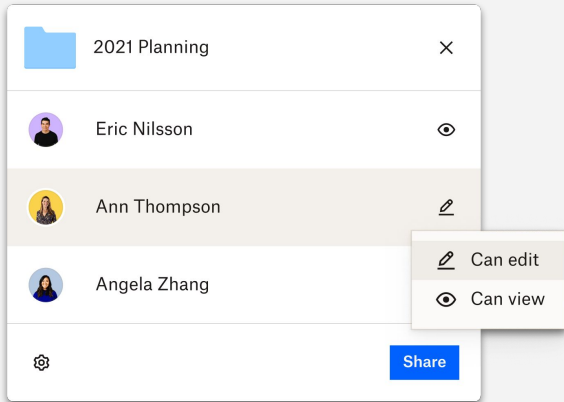 2021 Planning
Eric Nilsson
Ann Thompson
Can edit
Angela Zhang
Can view
Share